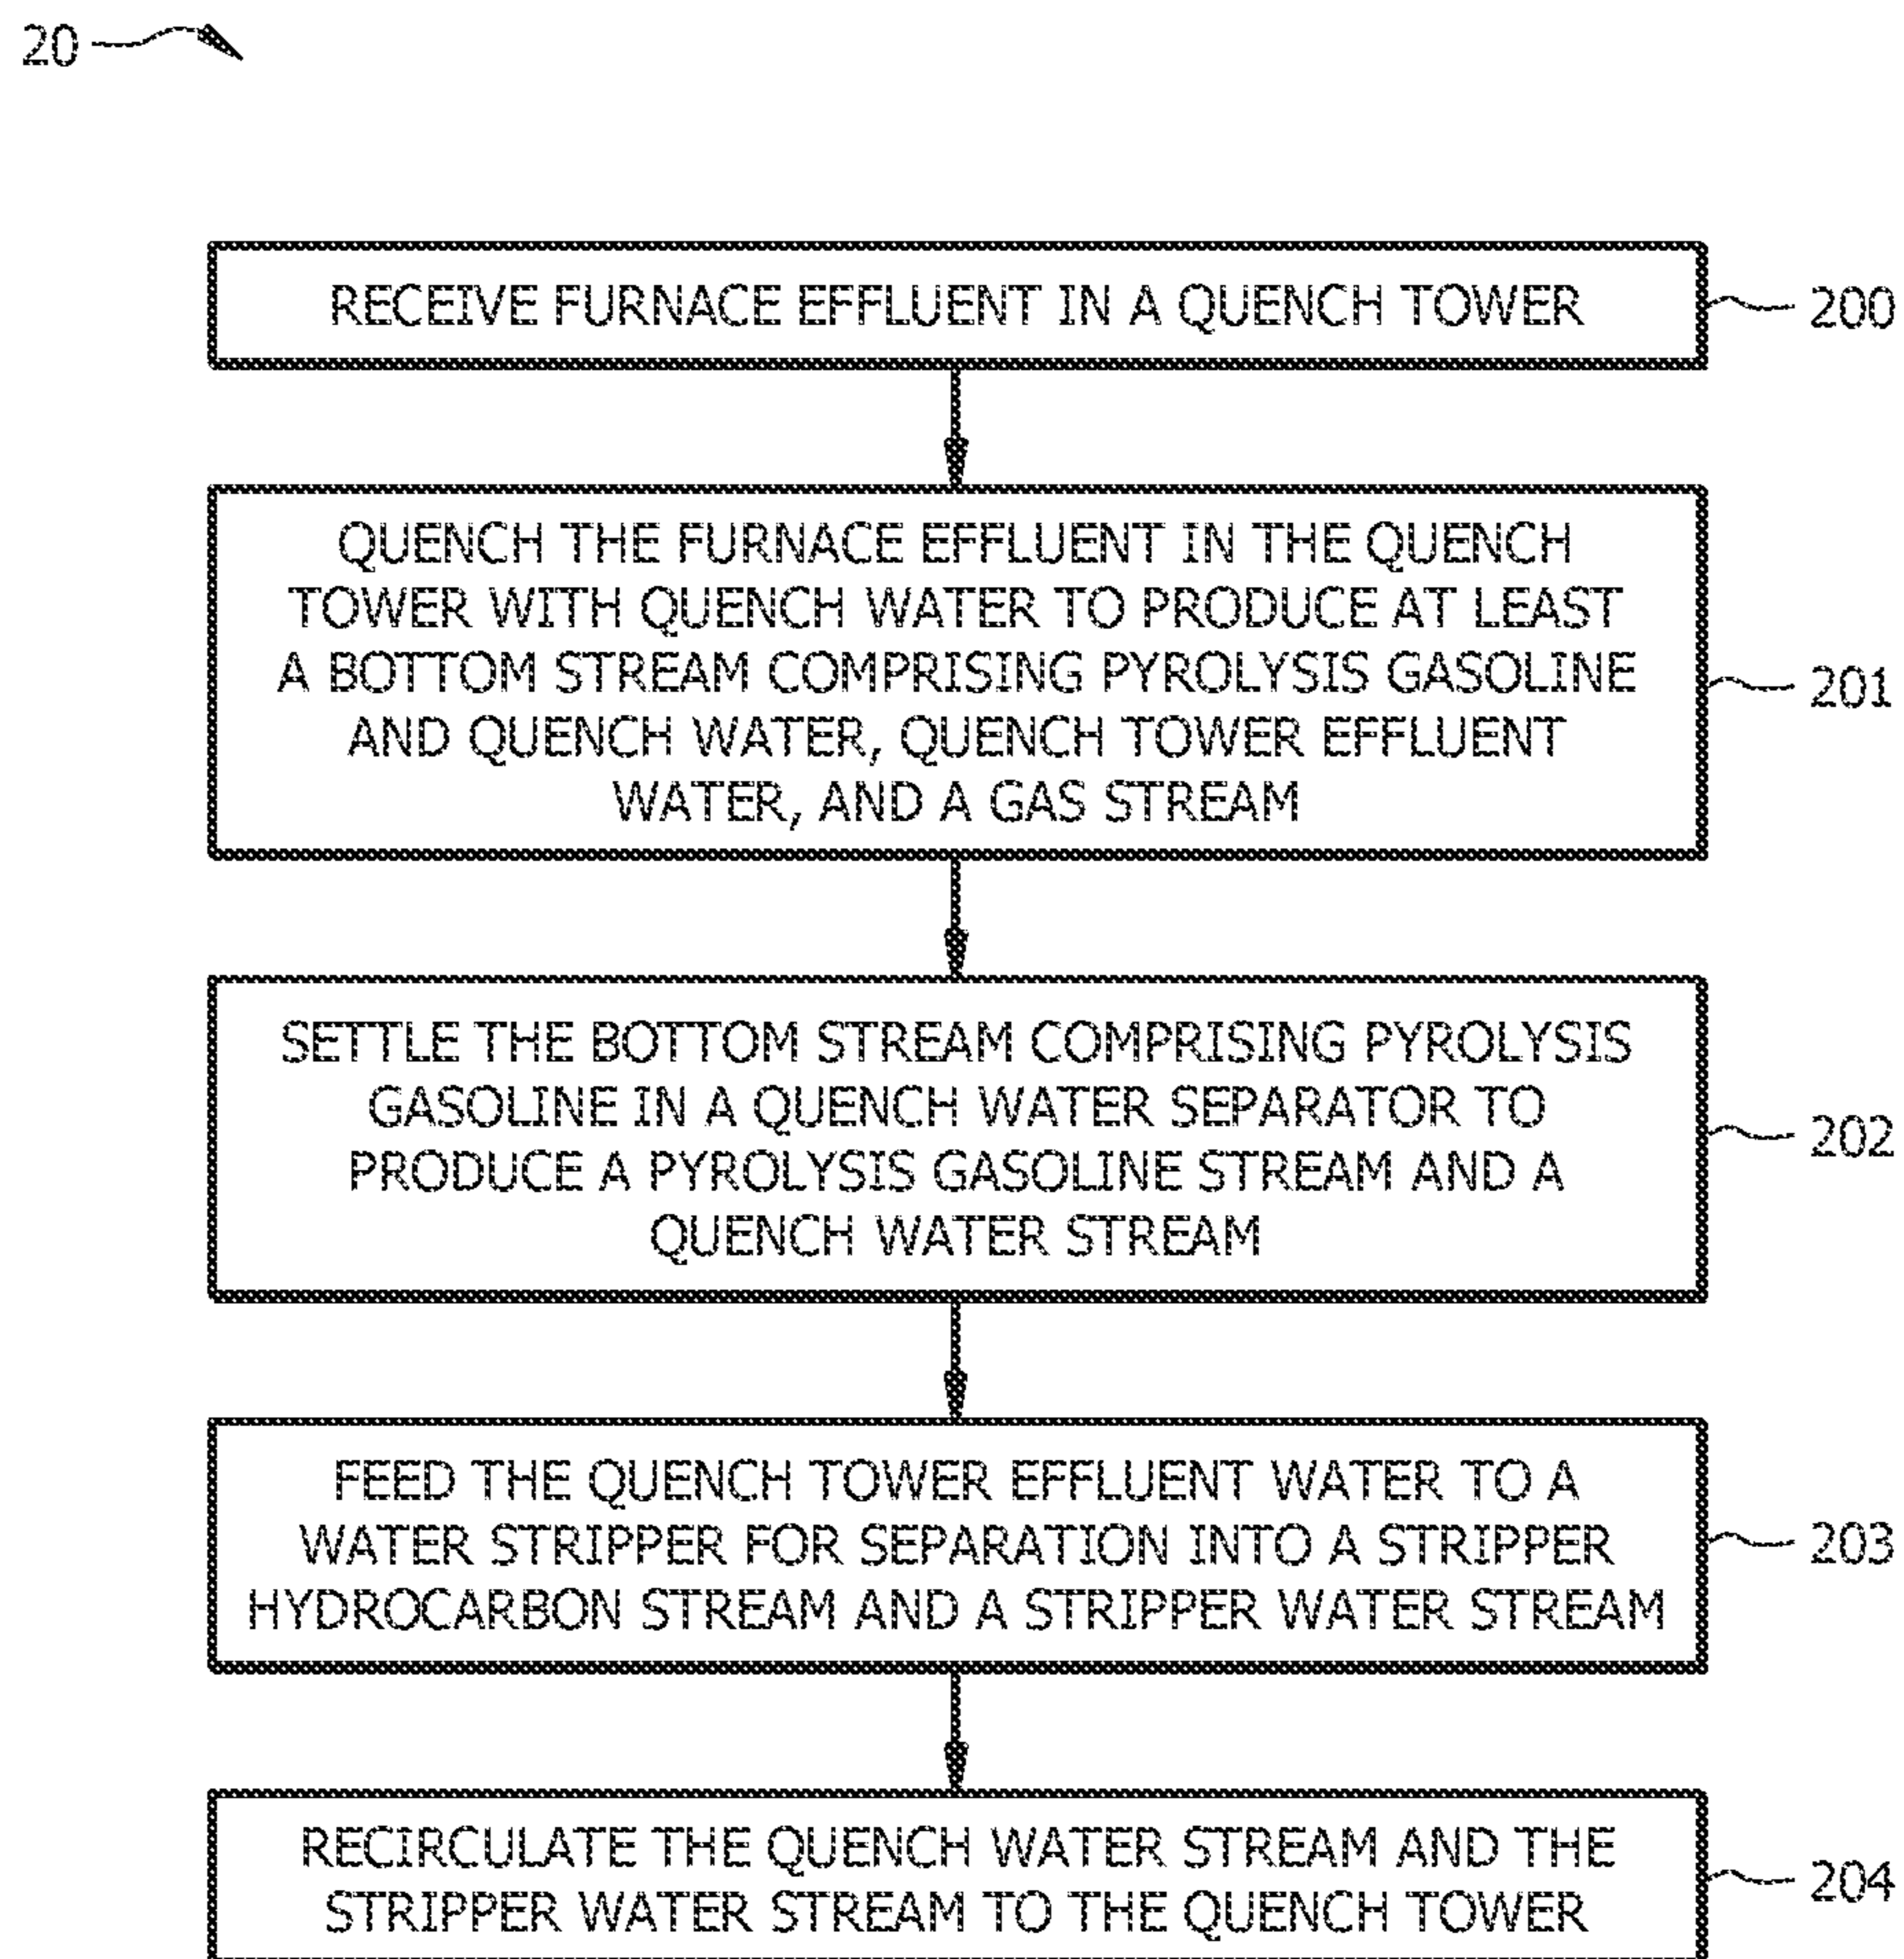 20
RECEIVE FURNACE EFFLUENT IN A QUENCH TOWER
200
QUENCH THE FURNACE EFFLUENT IN THE QUENCH
TOWER WITH QUENCH WATER TO PRODUCE AT LEAST
A BOTTOM STREAM COMPRISING PYROLYSIS GASOLINE
AND QUENCH WATER, QUENCH TOWER EFFLUENT
WATER, AND A GAS STREAM
201
SETTLE THE BOTTOM STREAM COMPRISING PYROLYSIS
GASOLINE IN A QUENCH WATER SEPARATOR TO
PRODUCE A PYROLYSIS GASOLINE STREAM AND A
QUENCH WATER STREAM
202
FEED THE QUENCH TOWER EFFLUENT WATER TO A
WATER STRIPPER FOR SEPARATION INTO A STRIPPER
HYDROCARBON STREAM AND A STRIPPER WATER STREAM
203
RECIRCULATE THE QUENCH WATER STREAM AND THE
STRIPPER WATER STREAM TO THE QUENCH TOWER
204